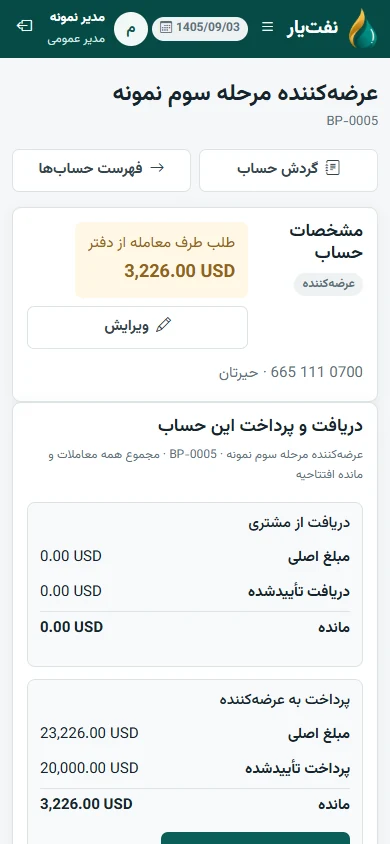 نفت‌یار
1405/09/03
م
مدیر نمونه
مدیر عمومی
عرضه‌کننده مرحله سوم نمونه
BP-0005
گردش حساب
فهرست حساب‌ها
مشخصات حساب
عرضه‌کننده
طلب طرف معامله از دفتر
3,226.00 USD
ویرایش
0700 111 665 · حیرتان
دریافت و پرداخت این حساب
عرضه‌کننده مرحله سوم نمونه · BP-0005 · مجموع همه معاملات و
مانده افتتاحیه
دریافت از مشتری
مبلغ اصلی 0.00 USD
دریافت تأییدشده 0.00 USD
مانده 0.00 USD
پرداخت به عرضه‌کننده
مبلغ اصلی 23,226.00 USD
پرداخت تأییدشده 20,000.00 USD
مانده 3,226.00 USD